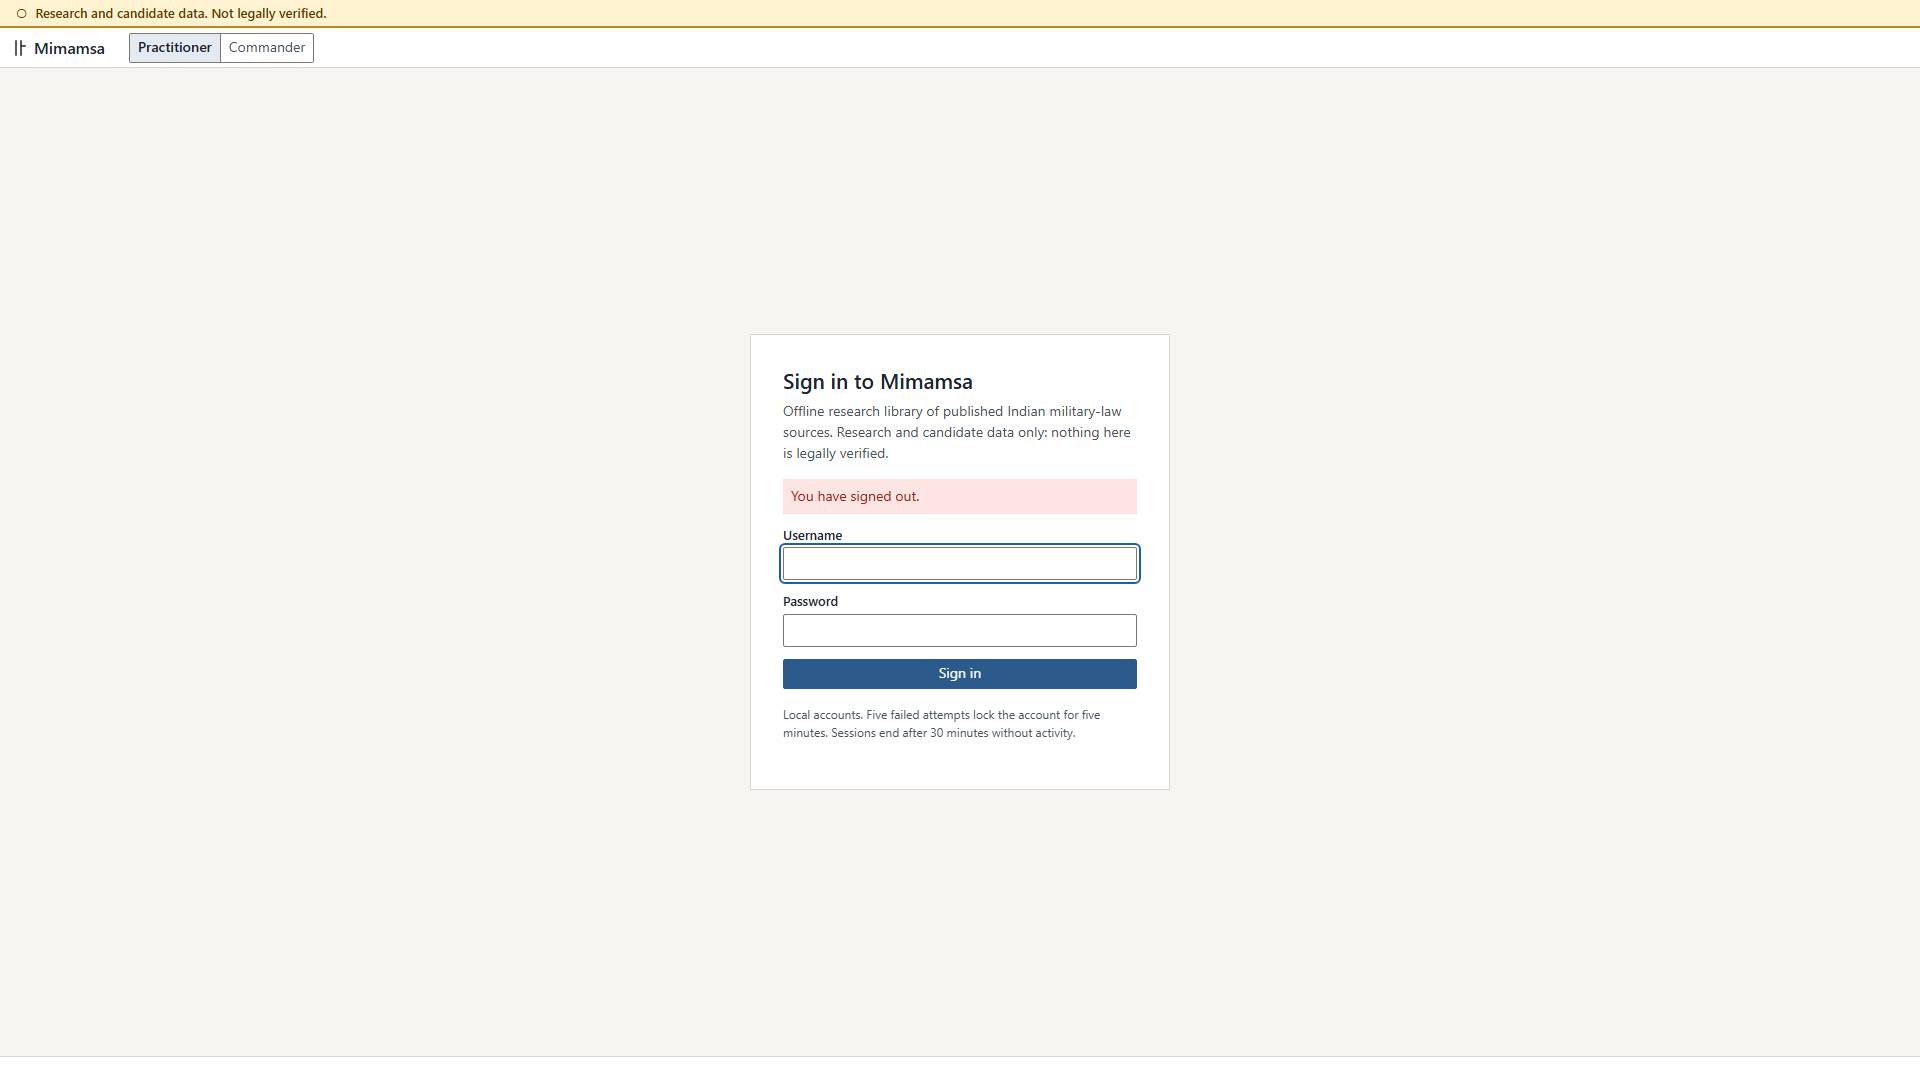 Research and candidate data. Not legally verified.
Mimamsa
Practitioner
Commander
Sign in to Mimamsa
Offline research library of published Indian military-law
sources. Research and candidate data only: nothing here
is legally verified.
You have signed out.
Username
Password
Sign in
Local accounts. Five failed attempts lock the account for five
minutes. Sessions end after 30 minutes without activity.